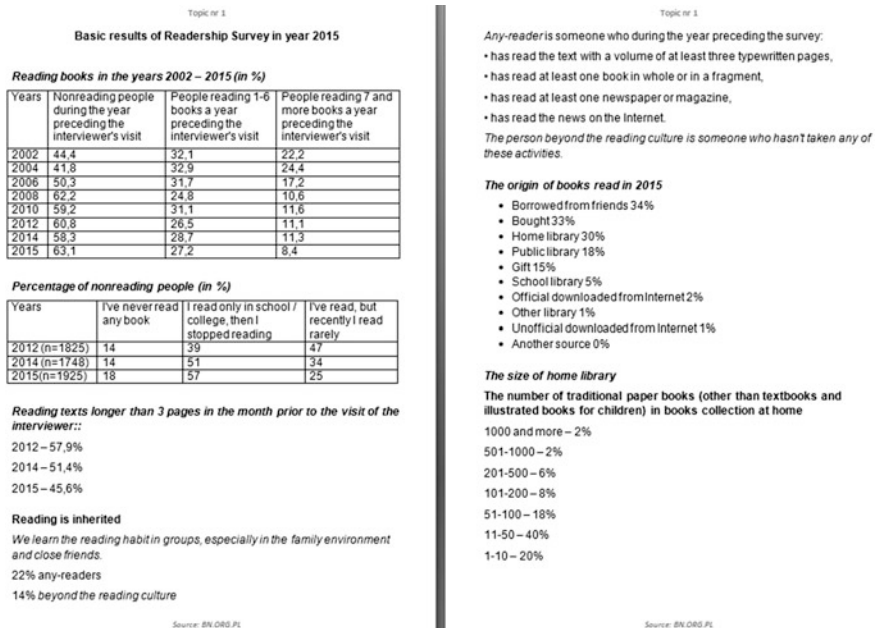 Topic nr 1
Basic results of Readership Survey in year 2015
Reading books in the years 2002 – 2015 (in %)
Years | Nonreading people during the year preceding the interviewer's visit | People reading 1-6 books a year preceding the interviewer's visit | People reading 7 and more books a year preceding the interviewer's visit
2002 | 44,4 | 32,1 | 22,2
2004 | 41,8 | 32,9 | 24,4
2006 | 50,3 | 31,7 | 17,2
2008 | 62,2 | 24,8 | 10,6
2010 | 59,2 | 31,1 | 11,6
2012 | 60,8 | 26,5 | 11,1
2014 | 58,3 | 28,7 | 11,3
2015 | 63,1 | 27,2 | 8,4
Percentage of nonreading people (in %)
Years | I've never read any book | I read only in school / college, then I stopped reading | I've read, but recently I read rarely
2012 (n=1825) | 14 | 39 | 47
2014 (n=1748) | 14 | 51 | 34
2015(n=1925) | 18 | 57 | 25
Reading texts longer than 3 pages in the month prior to the visit of the
interviewer::
2012 – 57,9%
2014 – 51,4%
2015 – 45,6%
Reading is inherited
We learn the reading habit in groups, especially in the family environment
and close friends.
22% any-readers
14% beyond the reading culture
Source: BN.ORG.PL
Topic nr 1
Any-reader is someone who during the year preceding the survey:
• has read the text with a volume of at least three typewritten pages,
• has read at least one book in whole or in a fragment,
• has read at least one newspaper or magazine,
• has read the news on the Internet.
The person beyond the reading culture is someone who hasn't taken any of
these activities.
The origin of books read in 2015
• Borrowed from friends 34%
• Bought 33%
• Home library 30%
• Public library 18%
• Gift 15%
• School library 5%
• Official downloaded from Internet 2%
• Other library 1%
• Unofficial downloaded from Internet 1%
• Another source 0%
The size of home library
The number of traditional paper books (other than textbooks and
illustrated books for children) in books collection at home
1000 and more – 2%
501-1000 – 2%
201-500 – 6%
101-200 – 8%
51-100 – 18%
11-50 – 40%
1-10 – 20%
Source: BN.ORG.PL